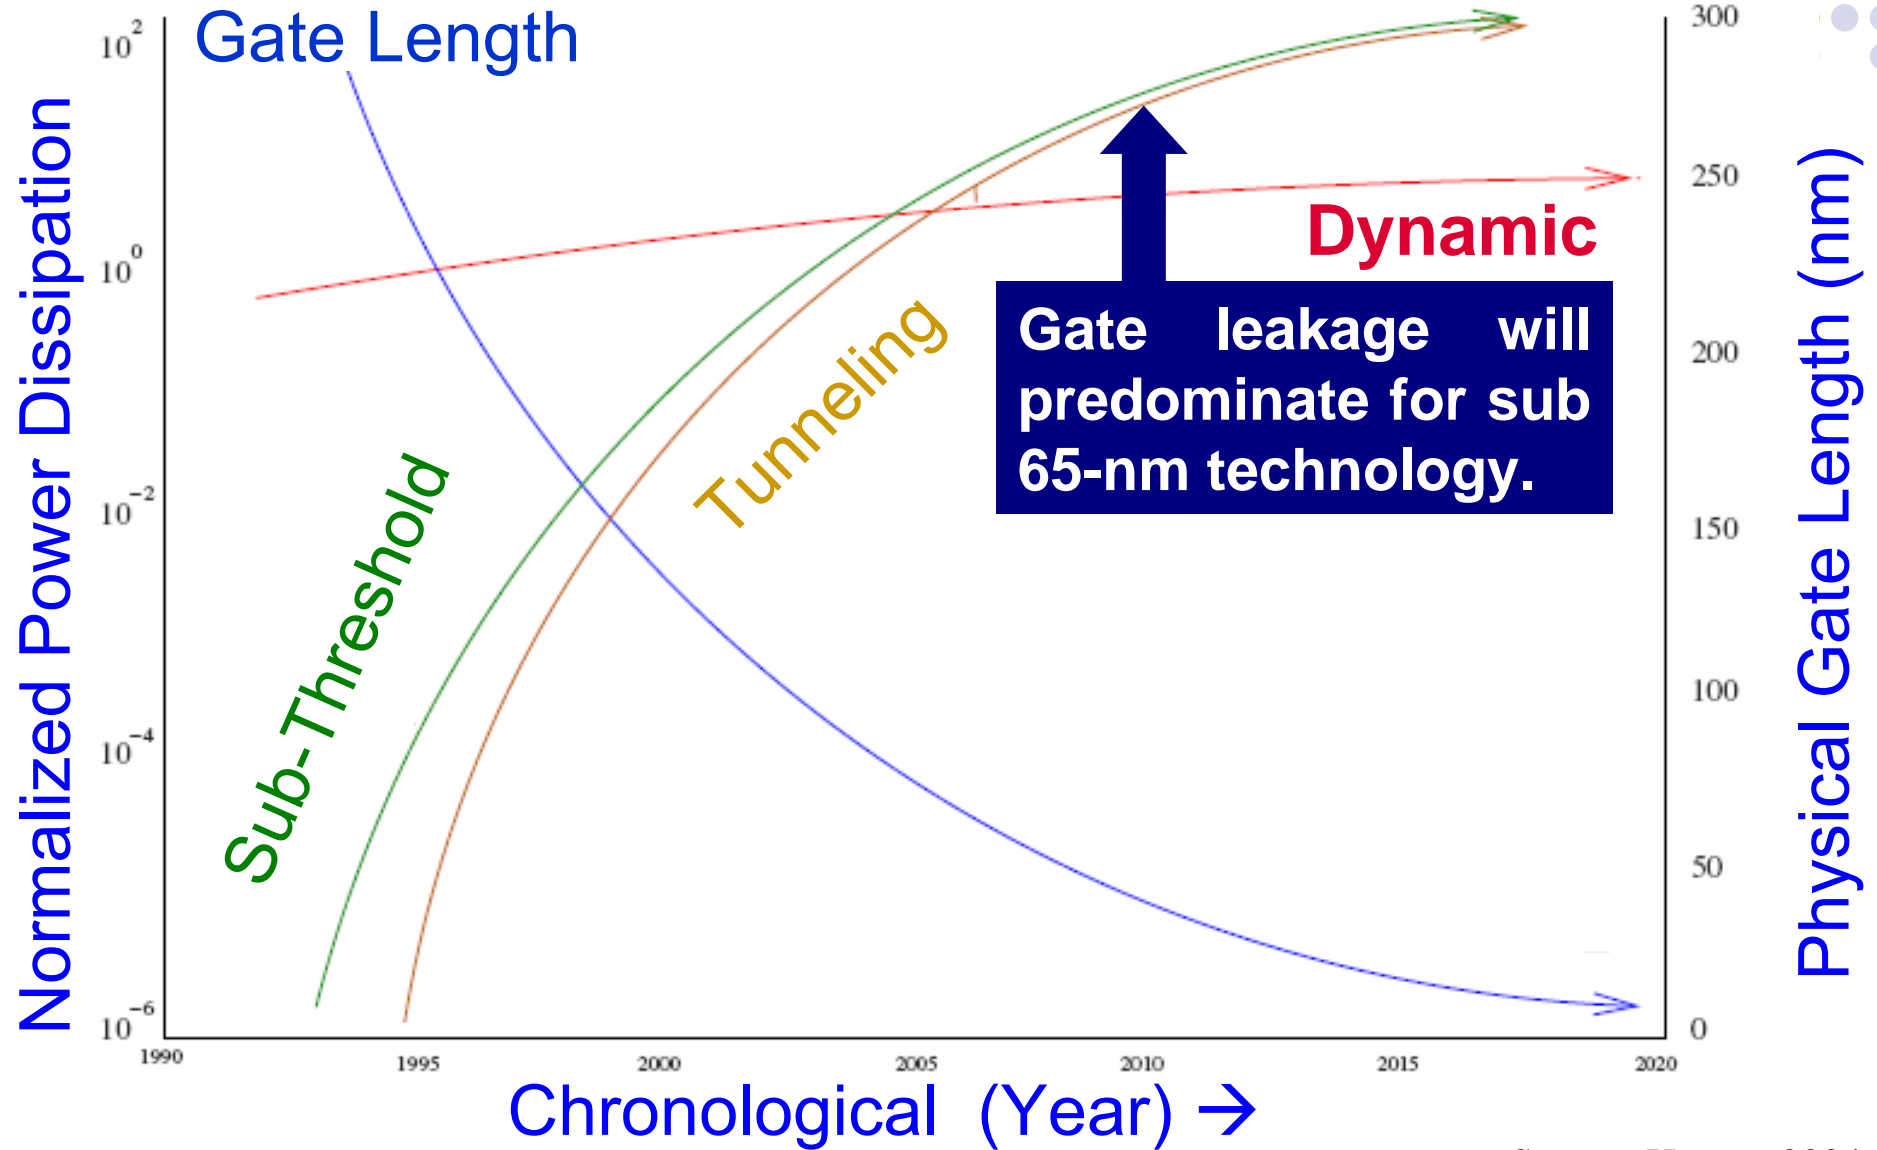 Gate Length
Normalized Power Dissipation
10^2
10^0
10^−2
10^−4
10^−6
Sub-Threshold
Tunneling
Dynamic
Gate leakage will
predominate for sub
65-nm technology.
300
250
200
150
100
50
0
Physical Gate Length (nm)
1990
1995
2000
2005
2010
2015
2020
Chronological (Year) →